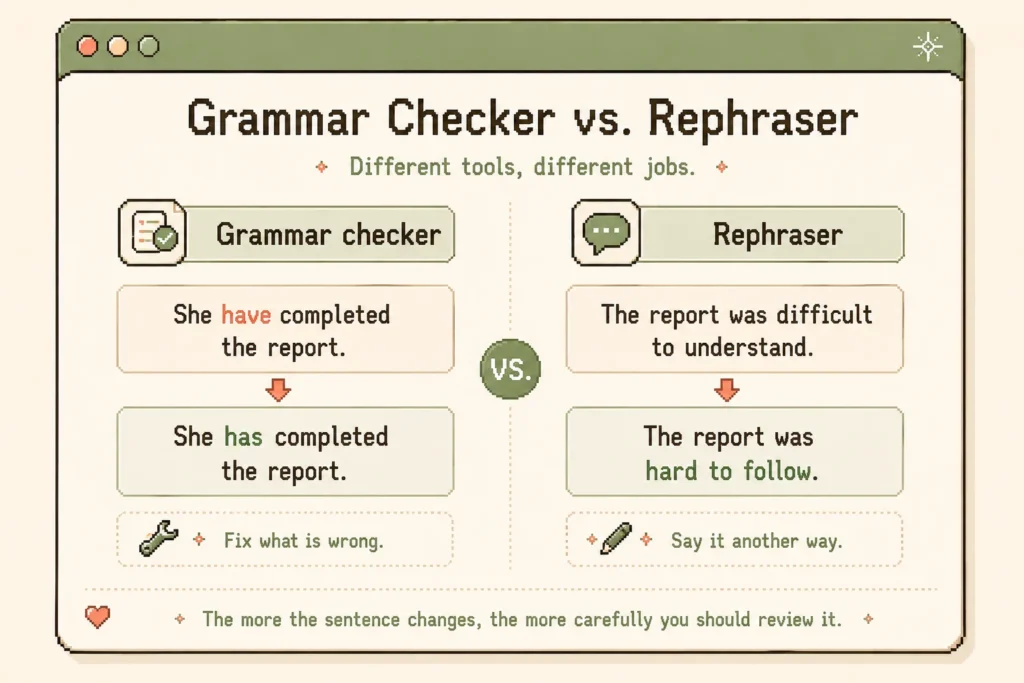 Grammar Checker vs. Rephraser
Different tools, different jobs.
Grammar checker
She have completed
the report.
She has completed
the report.
Fix what is wrong.
VS.
Rephraser
The report was difficult
to understand.
The report was
hard to follow.
Say it another way.
The more the sentence changes, the more carefully you should review it.